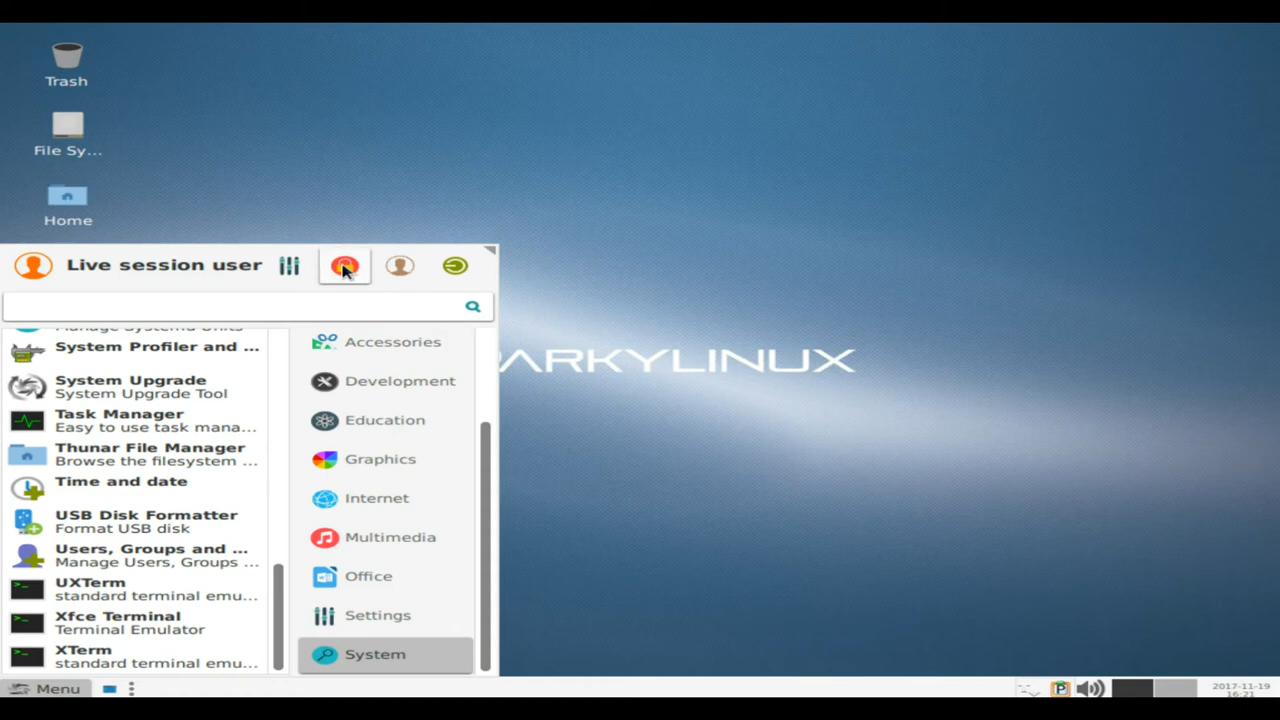 Trash
File Sy...
Home
Live session user
Manage Systemd Units
System Profiler and ...
System Upgrade
System Upgrade Tool
Task Manager
Easy to use task mana...
Thunar File Manager
Browse the filesystem ...
Time and date
USB Disk Formatter
Format USB disk
Users, Groups and ...
Manage Users, Groups ...
UXTerm
standard terminal emu...
Xfce Terminal
Terminal Emulator
XTerm
standard terminal emu...
Accessories
Development
Education
Graphics
Internet
Multimedia
Office
Settings
System
ARKYLINUX
Menu
2017-11-19
16:21